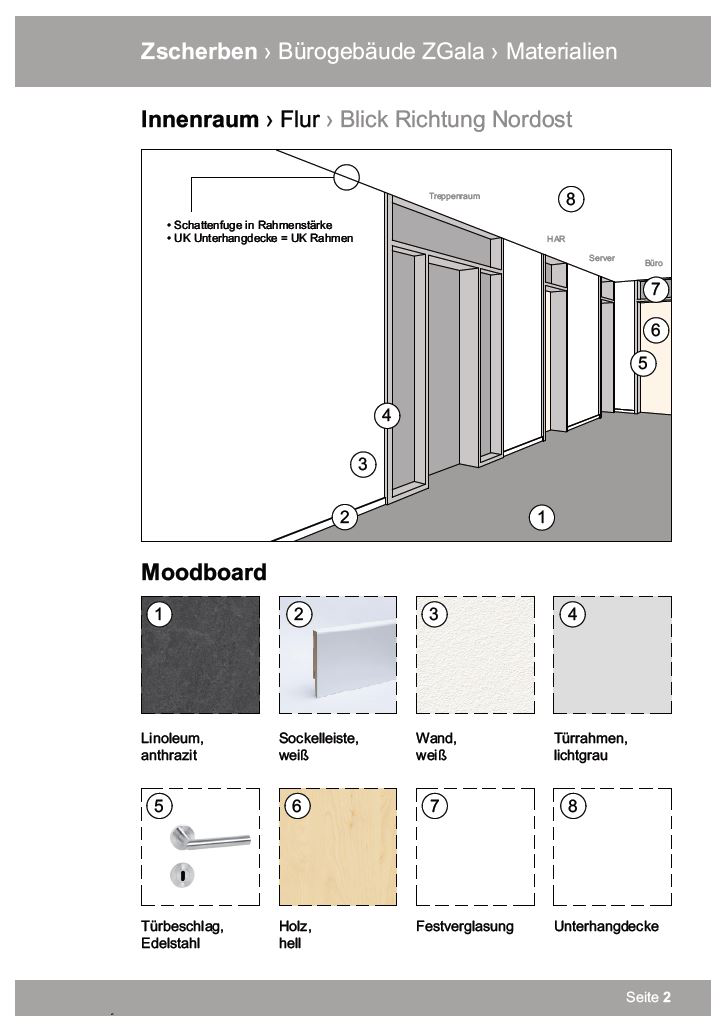 Zscherben › Bürogebäude ZGala › Materialien
Innenraum › Flur › Blick Richtung Nordost
Treppenraum
8
• Schattenfuge in Rahmenstärke
• UK Unterhangdecke = UK Rahmen
HAR
Server
Büro
7
6
5
4
3
2
1
Moodboard
1
2
3
4
Linoleum,
anthrazit
Sockelleiste,
weiß
Wand,
weiß
Türrahmen,
lichtgrau
5
6
7
8
Türbeschlag,
Edelstahl
Holz,
hell
Festverglasung
Unterhangdecke
Seite 2